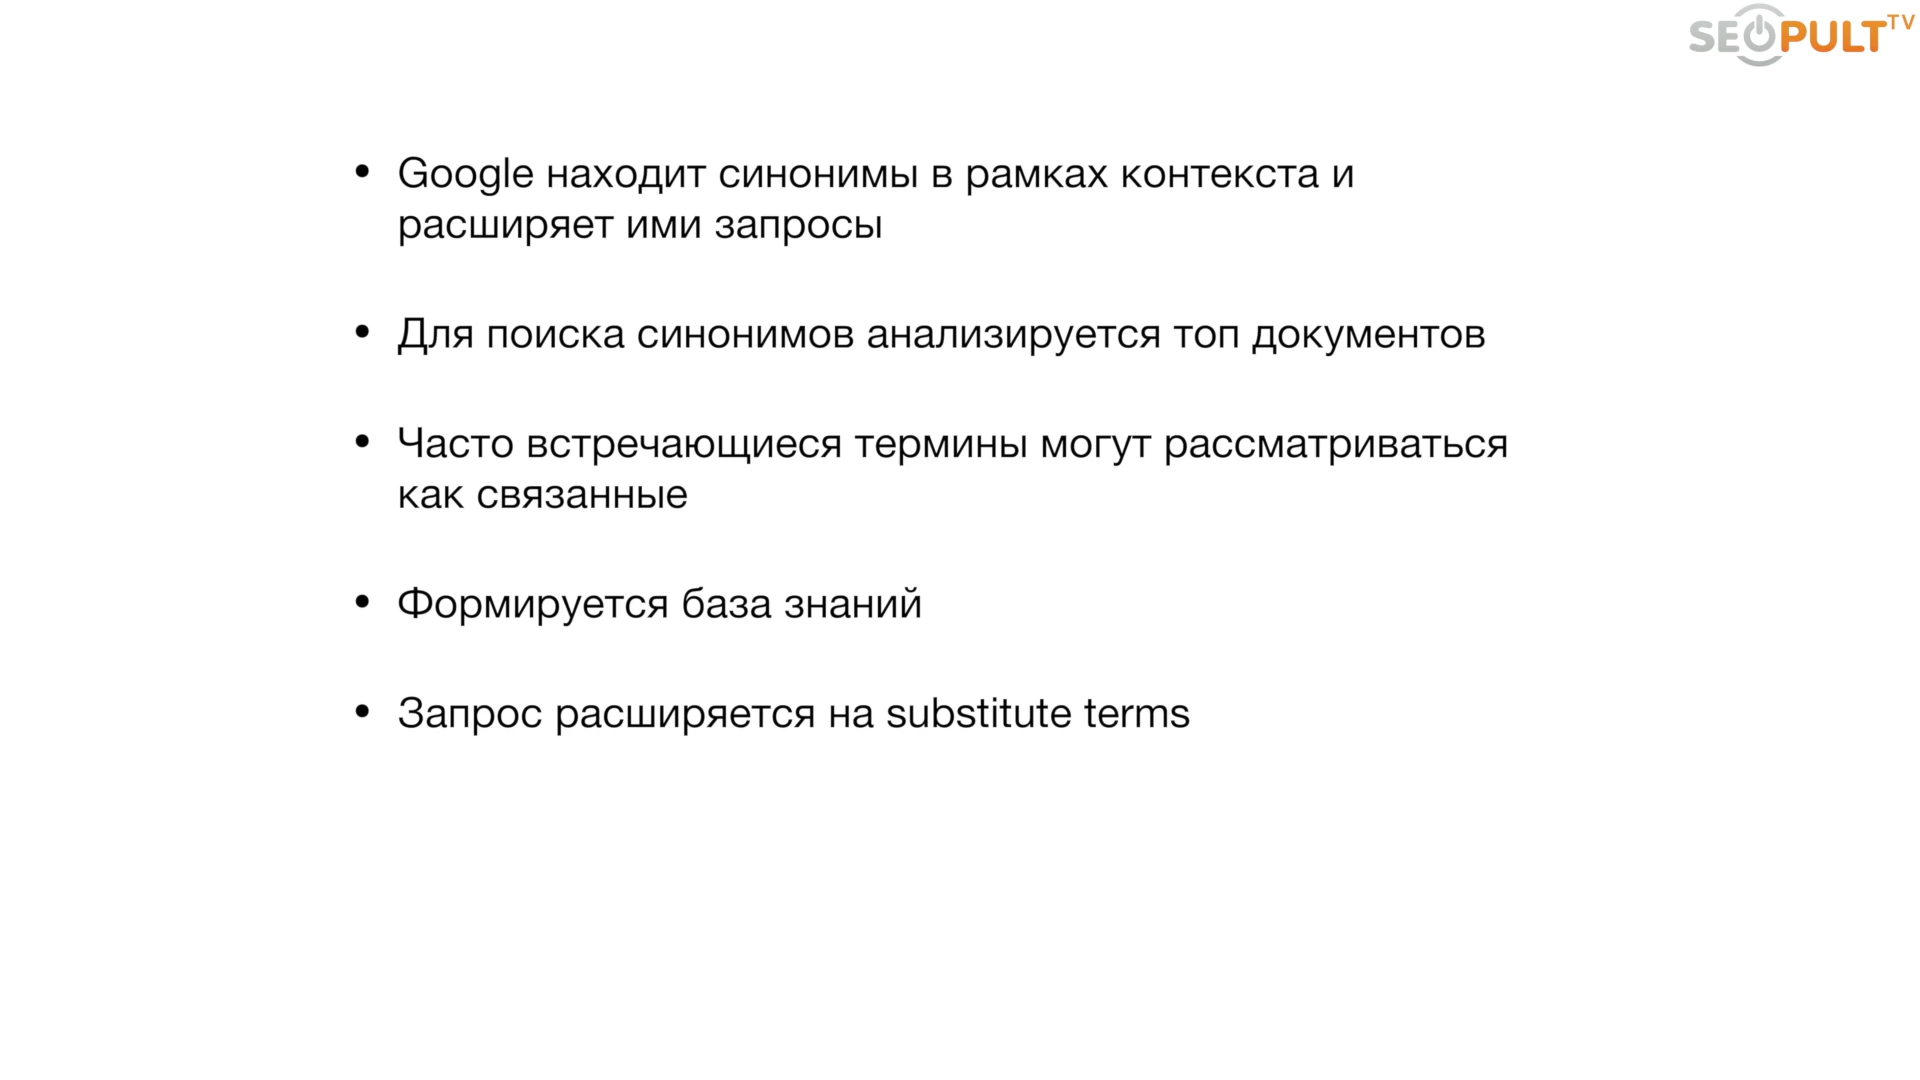 SEOPULT TV
• Google находит синонимы в рамках контекста и
расширяет ими запросы
• Для поиска синонимов анализируется топ документов
• Часто встречающиеся термины могут рассматриваться
как связанные
• Формируется база знаний
• Запрос расширяется на substitute terms